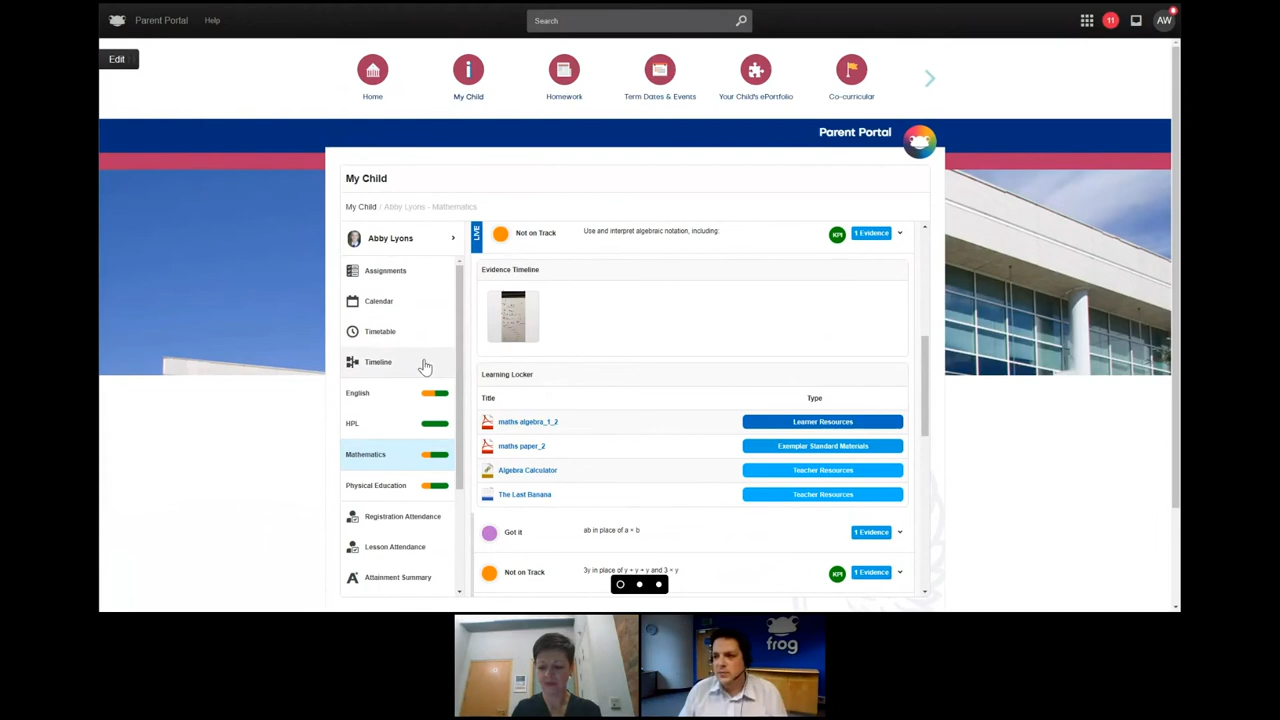 Parent Portal Help Search 11 AW
Edit
Home My Child Homework Term Dates & Events Your Child's ePortfolio Co-curricular
Parent Portal
My Child
My Child / Abby Lyons - Mathematics
Abby Lyons
Assignments
Calendar
Timetable
Timeline
English
HPL
Mathematics
Physical Education
Registration Attendance
Lesson Attendance
Attainment Summary
LIVE
Not on Track Use and interpret algebraic notation, including: KPI 1 Evidence
Evidence Timeline
Learning Locker
Title Type
maths algebra_1_2 Learner Resources
maths paper_2 Exemplar Standard Materials
Algebra Calculator Teacher Resources
The Last Banana Teacher Resources
Got it ab in place of a × b 1 Evidence
Not on Track 3y in place of y + y + y and 3 × y KPI 1 Evidence
frog